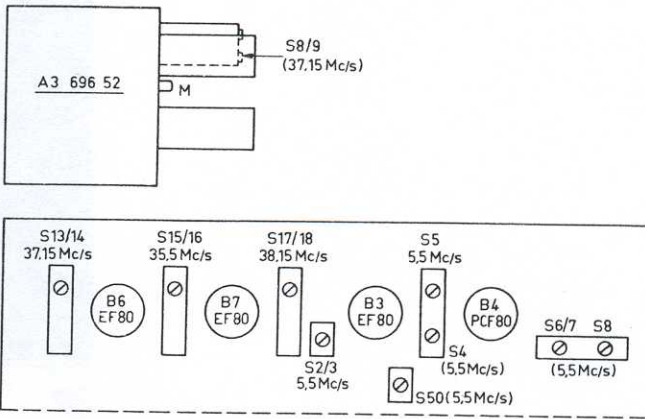 S8/9
(37,15 Mc/s)
A3 696 52
M
S13/14
37,15 Mc/s
S15/16
35,5 Mc/s
S17/18
38,15 Mc/s
S5
5,5 Mc/s
B6
EF80
B7
EF80
B3
EF80
B4
PCF80
S6/7
S8
(5,5 Mc/s)
S2/3
5,5 Mc/s
S4
(5,5 Mc/s)
S50 (5,5 Mc/s)